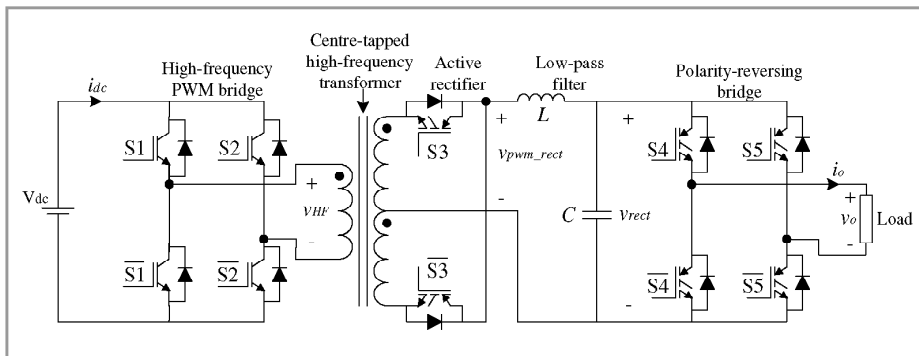 Centre-tapped
high-frequency
transformer
High-frequency
PWM bridge
Active
rectifier
Low-pass
filter
Polarity-reversing
bridge
idc
S1
S2
S3
L
S4
S5
+
Vdc
+
vHF
-
+
vpwm_rect
-
+
C
vrect
-
io
+
vo
-
Load
S1
S2
S3
S4
S5